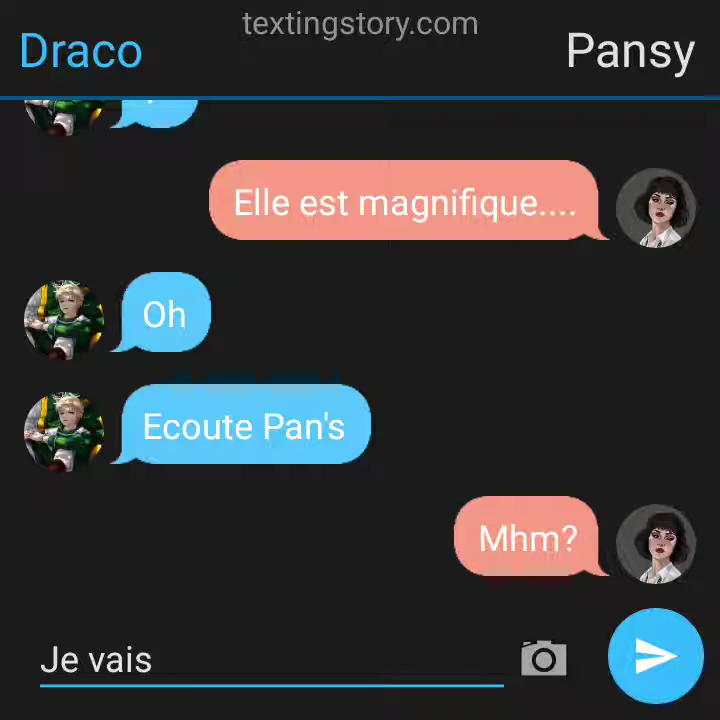 textingstory.com
Draco
Pansy
Elle est magnifique....
Oh
Ecoute Pan's
Mhm?
Je vais